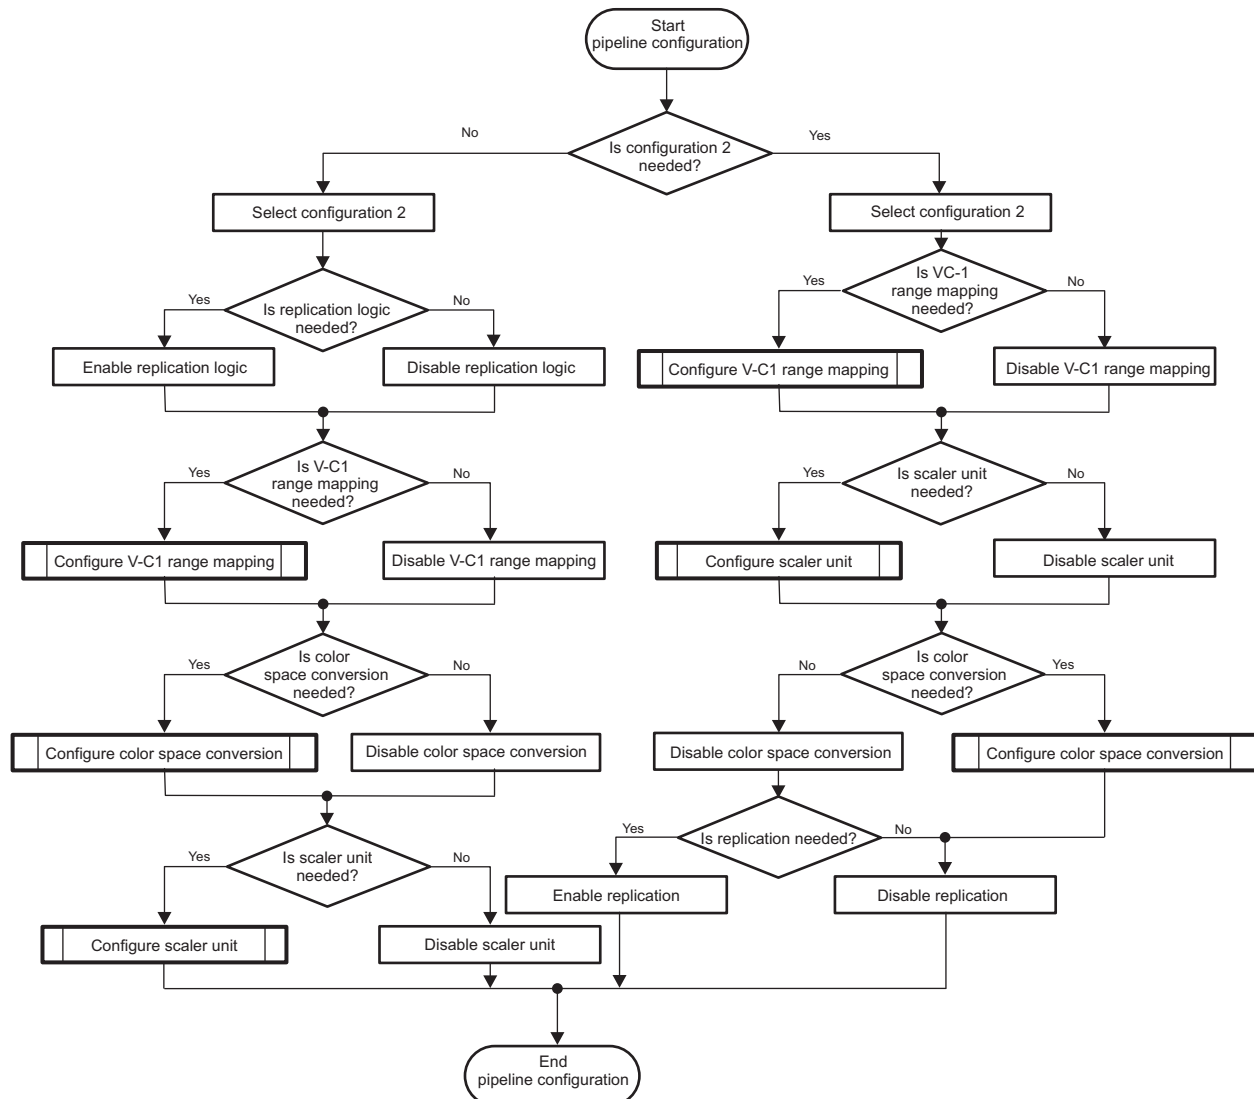 Start
pipeline configuration
No
Yes
Is configuration 2
needed?
Select configuration 2
Select configuration 2
Yes
Is replication logic
needed?
No
Yes
Is VC-1
range mapping
needed?
No
Enable replication logic
Disable replication logic
Configure V-C1 range mapping
Disable V-C1 range mapping
Yes
Is V-C1
range mapping
needed?
No
Yes
Is scaler unit
needed?
No
Configure V-C1 range mapping
Disable V-C1 range mapping
Configure scaler unit
Disable scaler unit
Yes
Is color
space conversion
needed?
No
No
Is color
space conversion
needed?
Yes
Configure color space conversion
Disable color space conversion
Disable color space conversion
Configure color space conversion
Yes
Is scaler unit
needed?
No
Yes
Is replication needed?
No
Enable replication
Disable replication
Configure scaler unit
Disable scaler unit
End
pipeline configuration